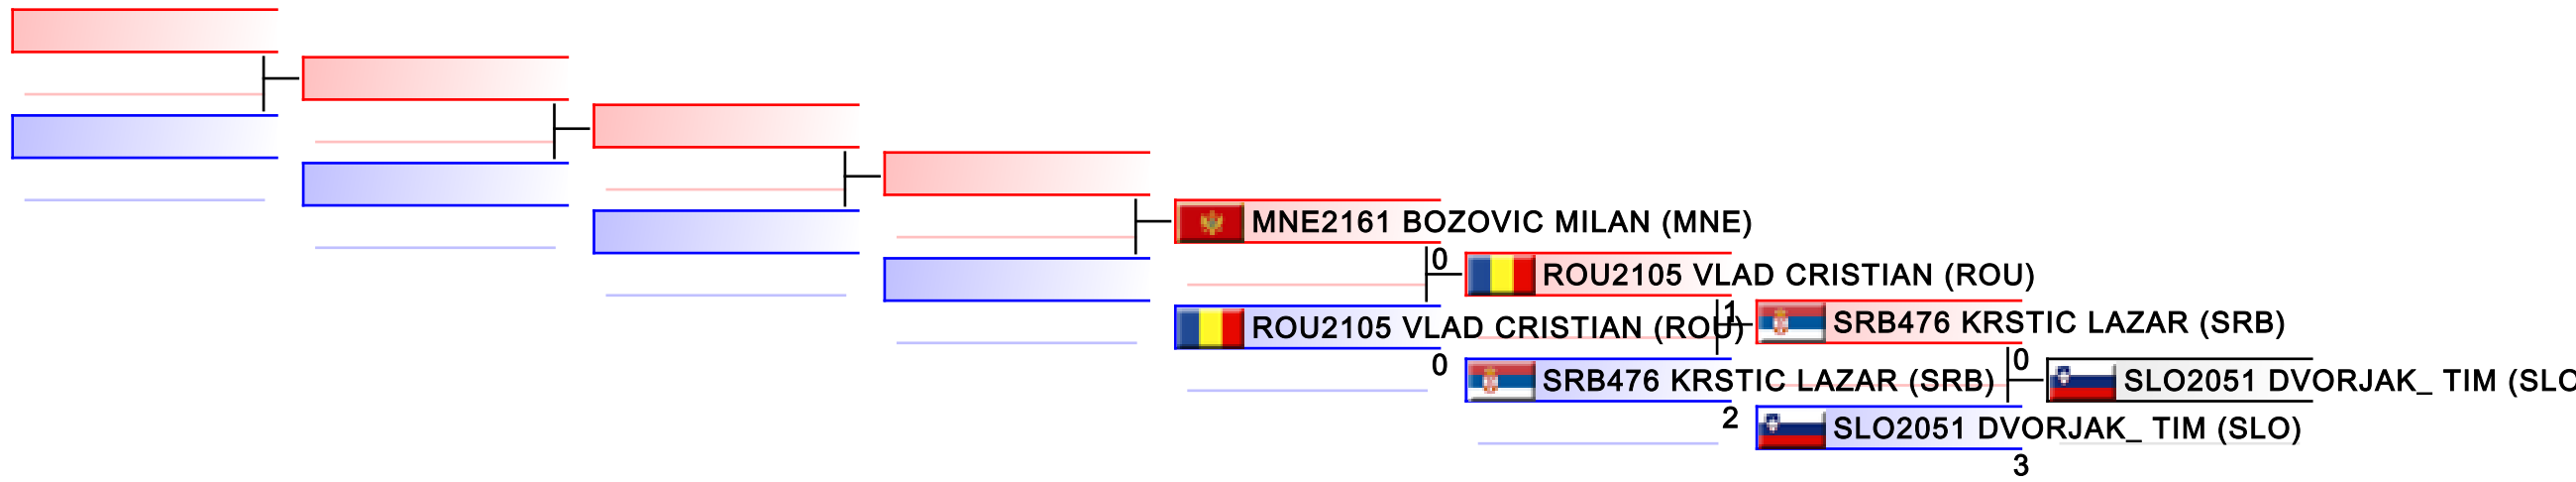 MNE2161 BOZOVIC MILAN (MNE)
0
ROU2105 VLAD CRISTIAN (ROU)
0
ROU2105 VLAD CRISTIAN (ROU)
1
SRB476 KRSTIC LAZAR (SRB)
2
SRB476 KRSTIC LAZAR (SRB)
0
SLO2051 DVORJAK_ TIM (SLO)
3
SLO2051 DVORJAK_ TIM (SLO